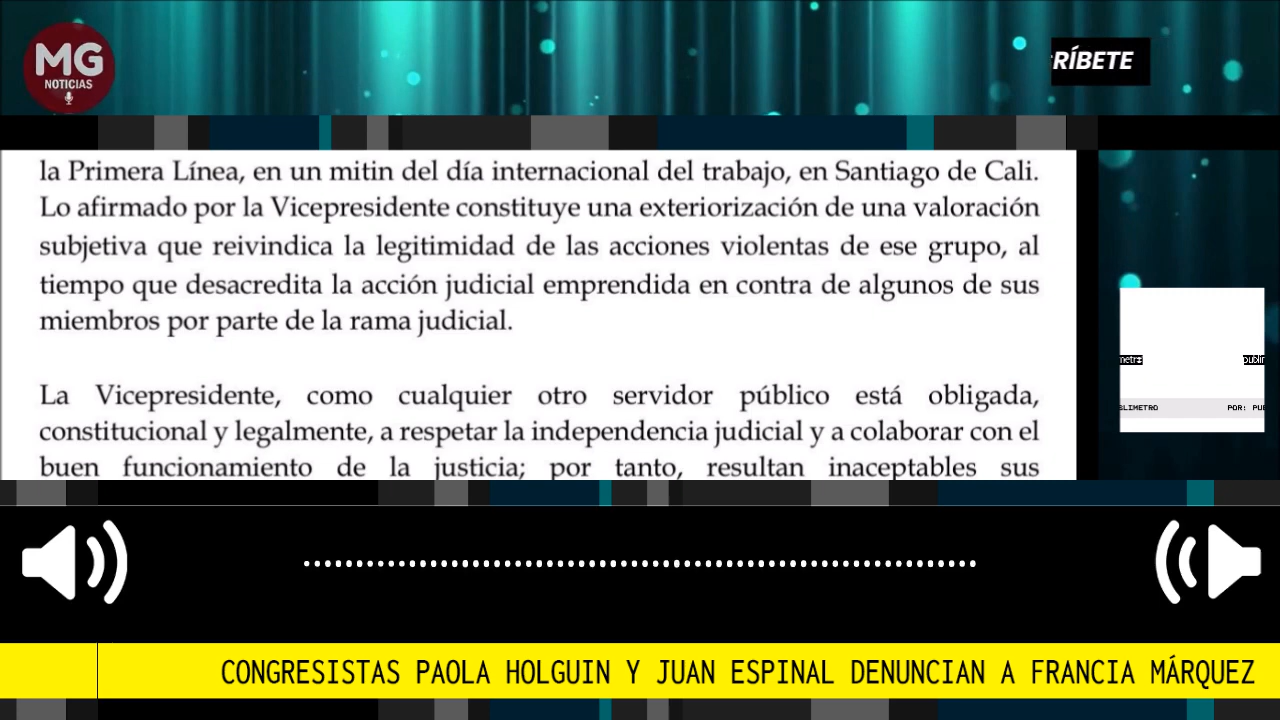 MG
NOTICIAS
RÍBETE
la Primera Línea, en un mitin del día internacional del trabajo, en Santiago de Cali.
Lo afirmado por la Vicepresidente constituye una exteriorización de una valoración
subjetiva que reivindica la legitimidad de las acciones violentas de ese grupo, al
tiempo que desacredita la acción judicial emprendida en contra de algunos de sus
miembros por parte de la rama judicial.
La Vicepresidente, como cualquier otro servidor público está obligada,
constitucional y legalmente, a respetar la independencia judicial y a colaborar con el
buen funcionamiento de la justicia; por tanto, resultan inaceptables sus
BLIMETRO POR: PU
CONGRESISTAS PAOLA HOLGUIN Y JUAN ESPINAL DENUNCIAN A FRANCIA MÁRQUEZ